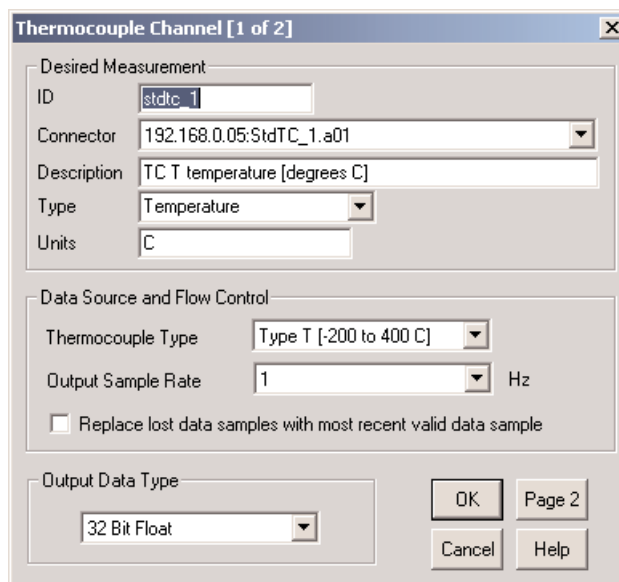 Thermocouple Channel [1 of 2]
Desired Measurement
ID stdtc_1
Connector 192.168.0.05:StdTC_1.a01
Description TC T temperature [degrees C]
Type Temperature
Units C
Data Source and Flow Control
Thermocouple Type Type T [-200 to 400 C]
Output Sample Rate 1 Hz
Replace lost data samples with most recent valid data sample
Output Data Type
32 Bit Float
OK Page 2
Cancel Help